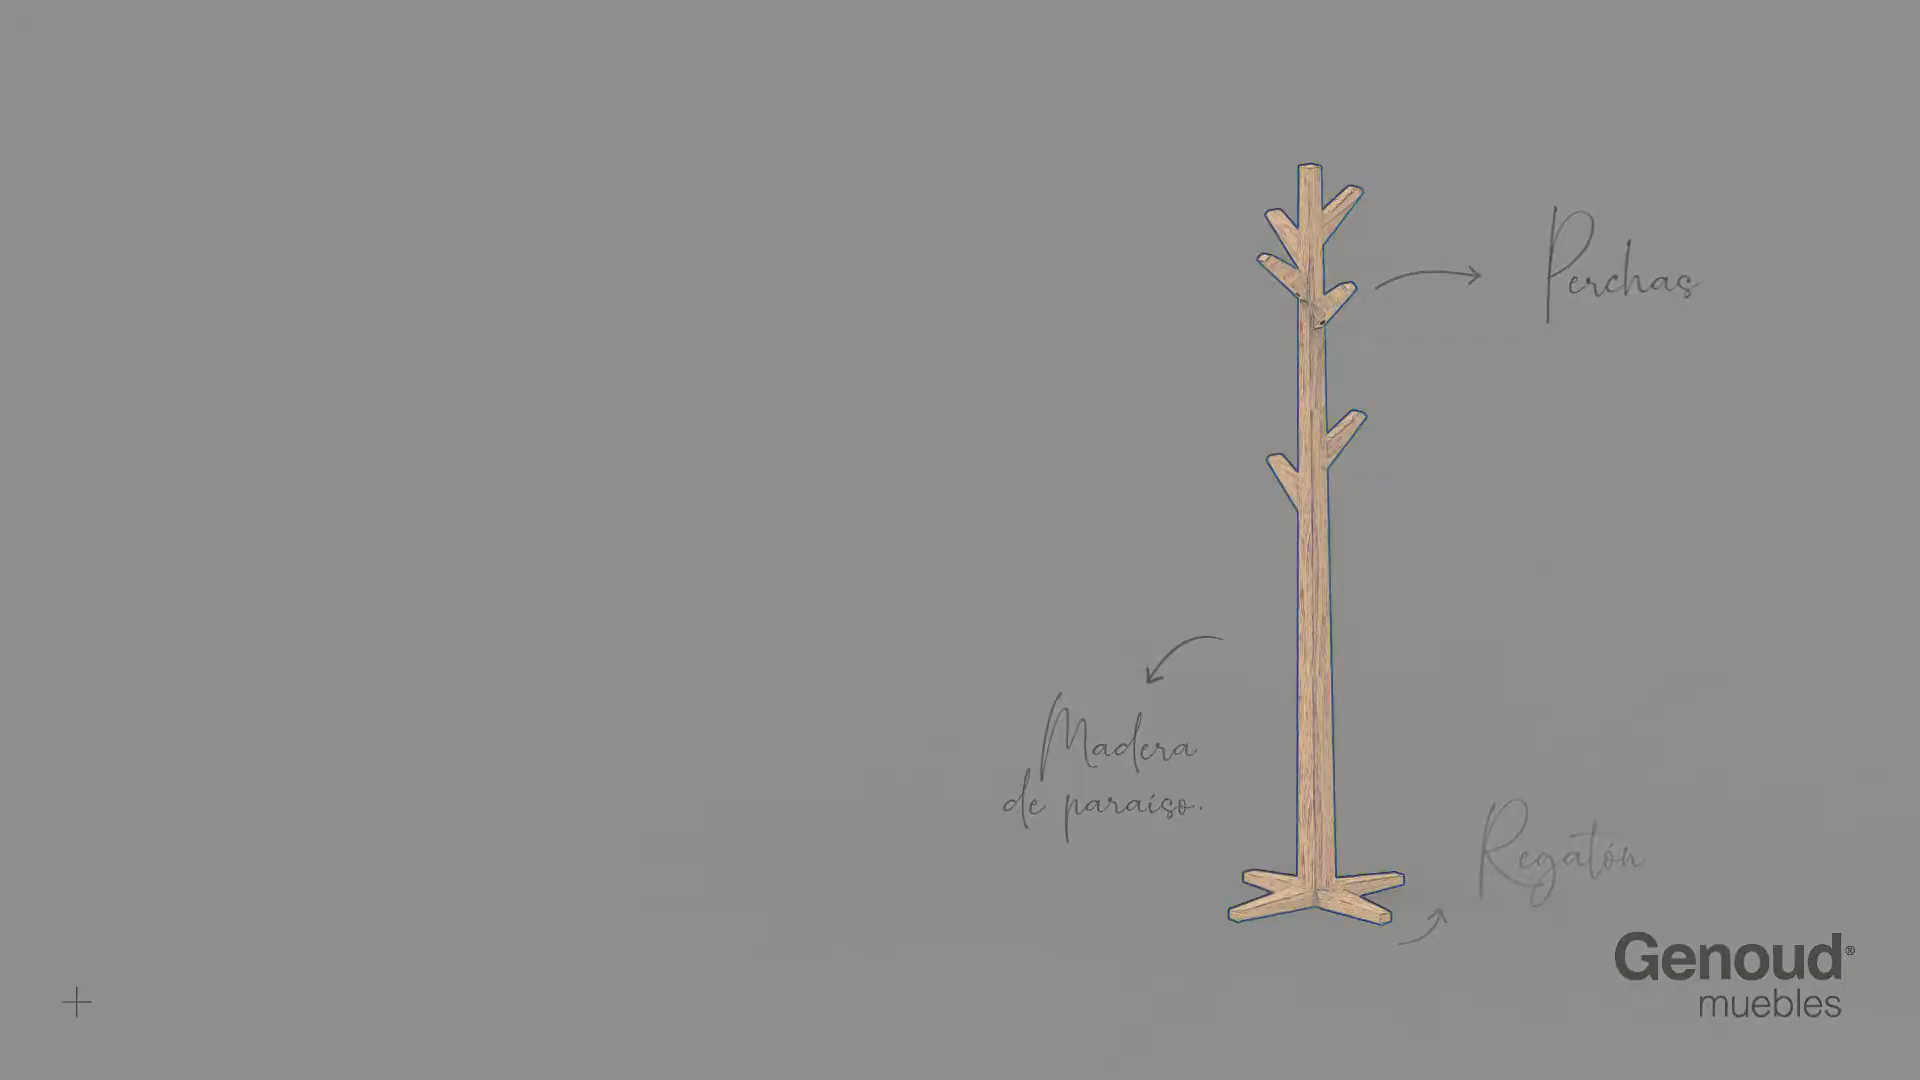 Perchas
Madera
de paraíso.
Regatón
Genoud®
muebles